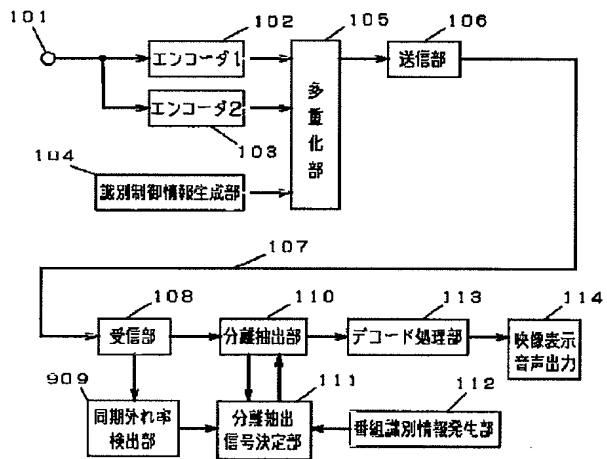 101
102
105
106
エンコーダ1
送信部
多重化部
エンコーダ2
103
104
識別制御情報生成部
107
108
110
113
114
受信部
分離抽出部
デコード処理部
映像表示
音声出力
909
111
112
同期外れ率
検出部
分離抽出
信号決定部
番組識別情報発生部